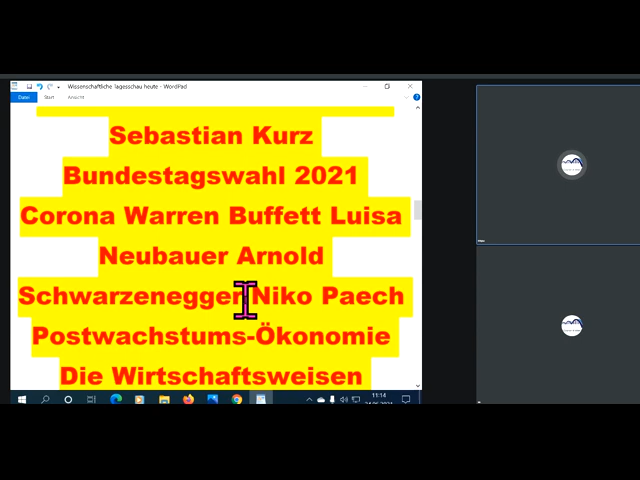 Wissenschaftliche Tagesschau heute - WordPad
Datei Start Ansicht
Sebastian Kurz
Bundestagswahl 2021
Corona Warren Buffett Luisa
Neubauer Arnold
Schwarzenegger Niko Paech
Postwachstums-Ökonomie
Die Wirtschaftsweisen
11:14